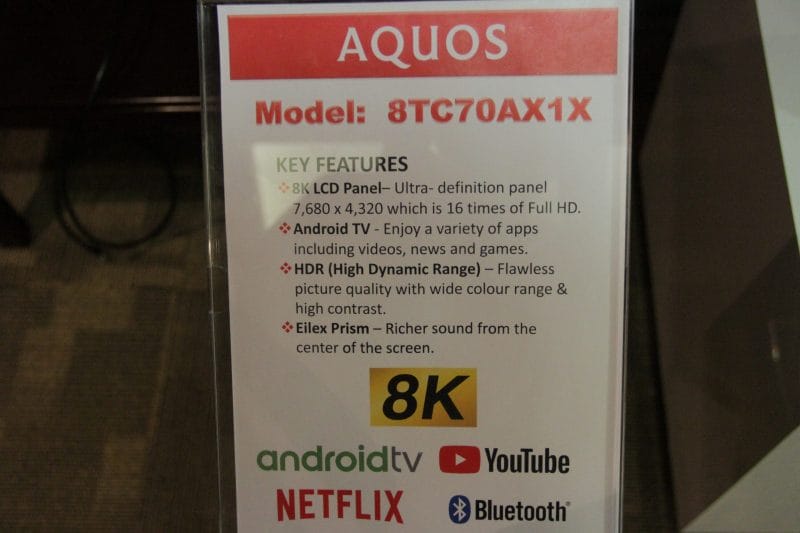 AQUOS
Model: 8TC70AX1X
KEY FEATURES
❖8K LCD Panel– Ultra- definition panel
7,680 x 4,320 which is 16 times of Full HD.
❖Android TV - Enjoy a variety of apps
including videos, news and games.
❖HDR (High Dynamic Range) – Flawless
picture quality with wide colour range &
high contrast.
❖Eilex Prism – Richer sound from the
center of the screen.
8K
androidtv YouTube
NETFLIX Bluetooth®